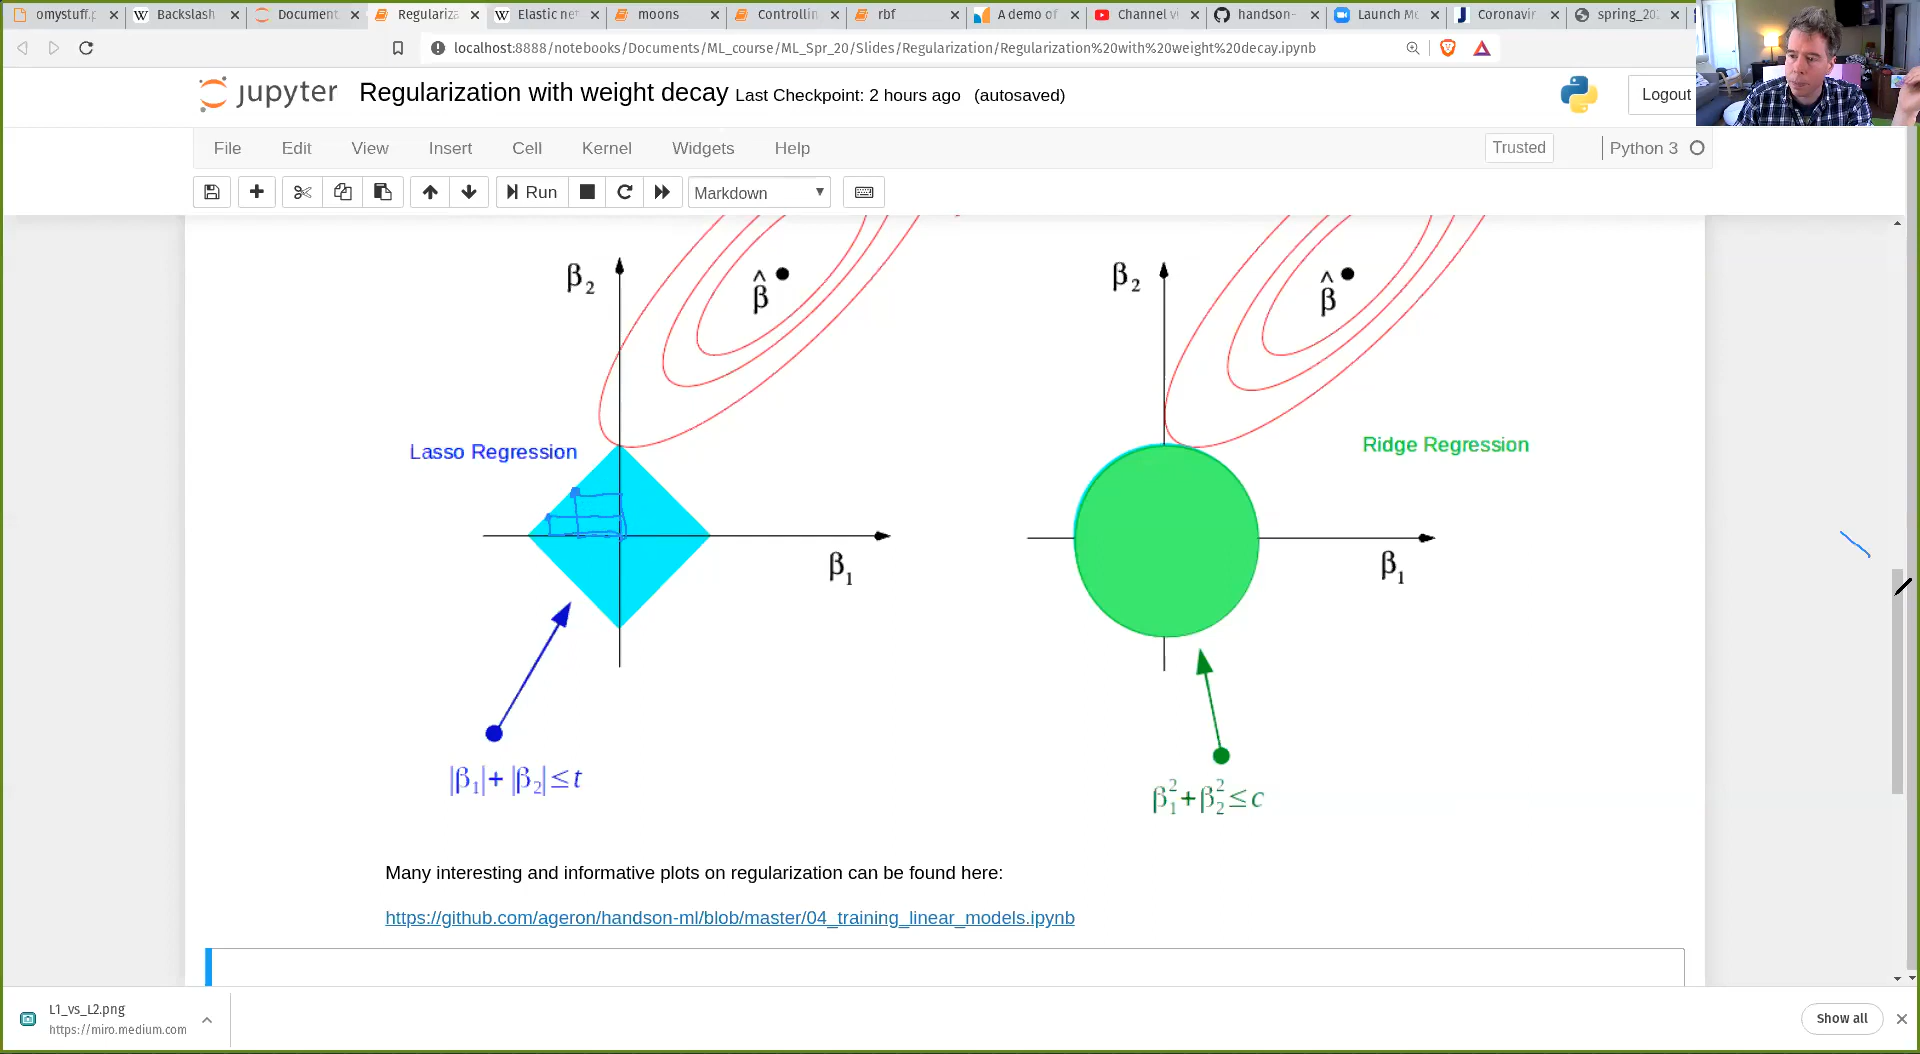 omystuff.p
Backslash
Document
Regulariza
Elastic net
moons
Controllin
rbf
A demo of
Channel vi
handson-
Launch Me
Coronavir
spring_20
localhost:8888/notebooks/Documents/ML_course/ML_Spr_20/Slides/Regularization/Regularization%20with%20weight%20decay.ipynb
jupyter Regularization with weight decay Last Checkpoint: 2 hours ago (autosaved)
Logout
File Edit View Insert Cell Kernel Widgets Help
Trusted
Python 3
Run
Markdown
β₂
β̂
β₂
β̂
Lasso Regression
Ridge Regression
β₁
β₁
|β₁|+ |β₂|≤t
β₁²+β₂²≤c
Many interesting and informative plots on regularization can be found here:
https://github.com/ageron/handson-ml/blob/master/04_training_linear_models.ipynb
L1_vs_L2.png
https://miro.medium.com
Show all